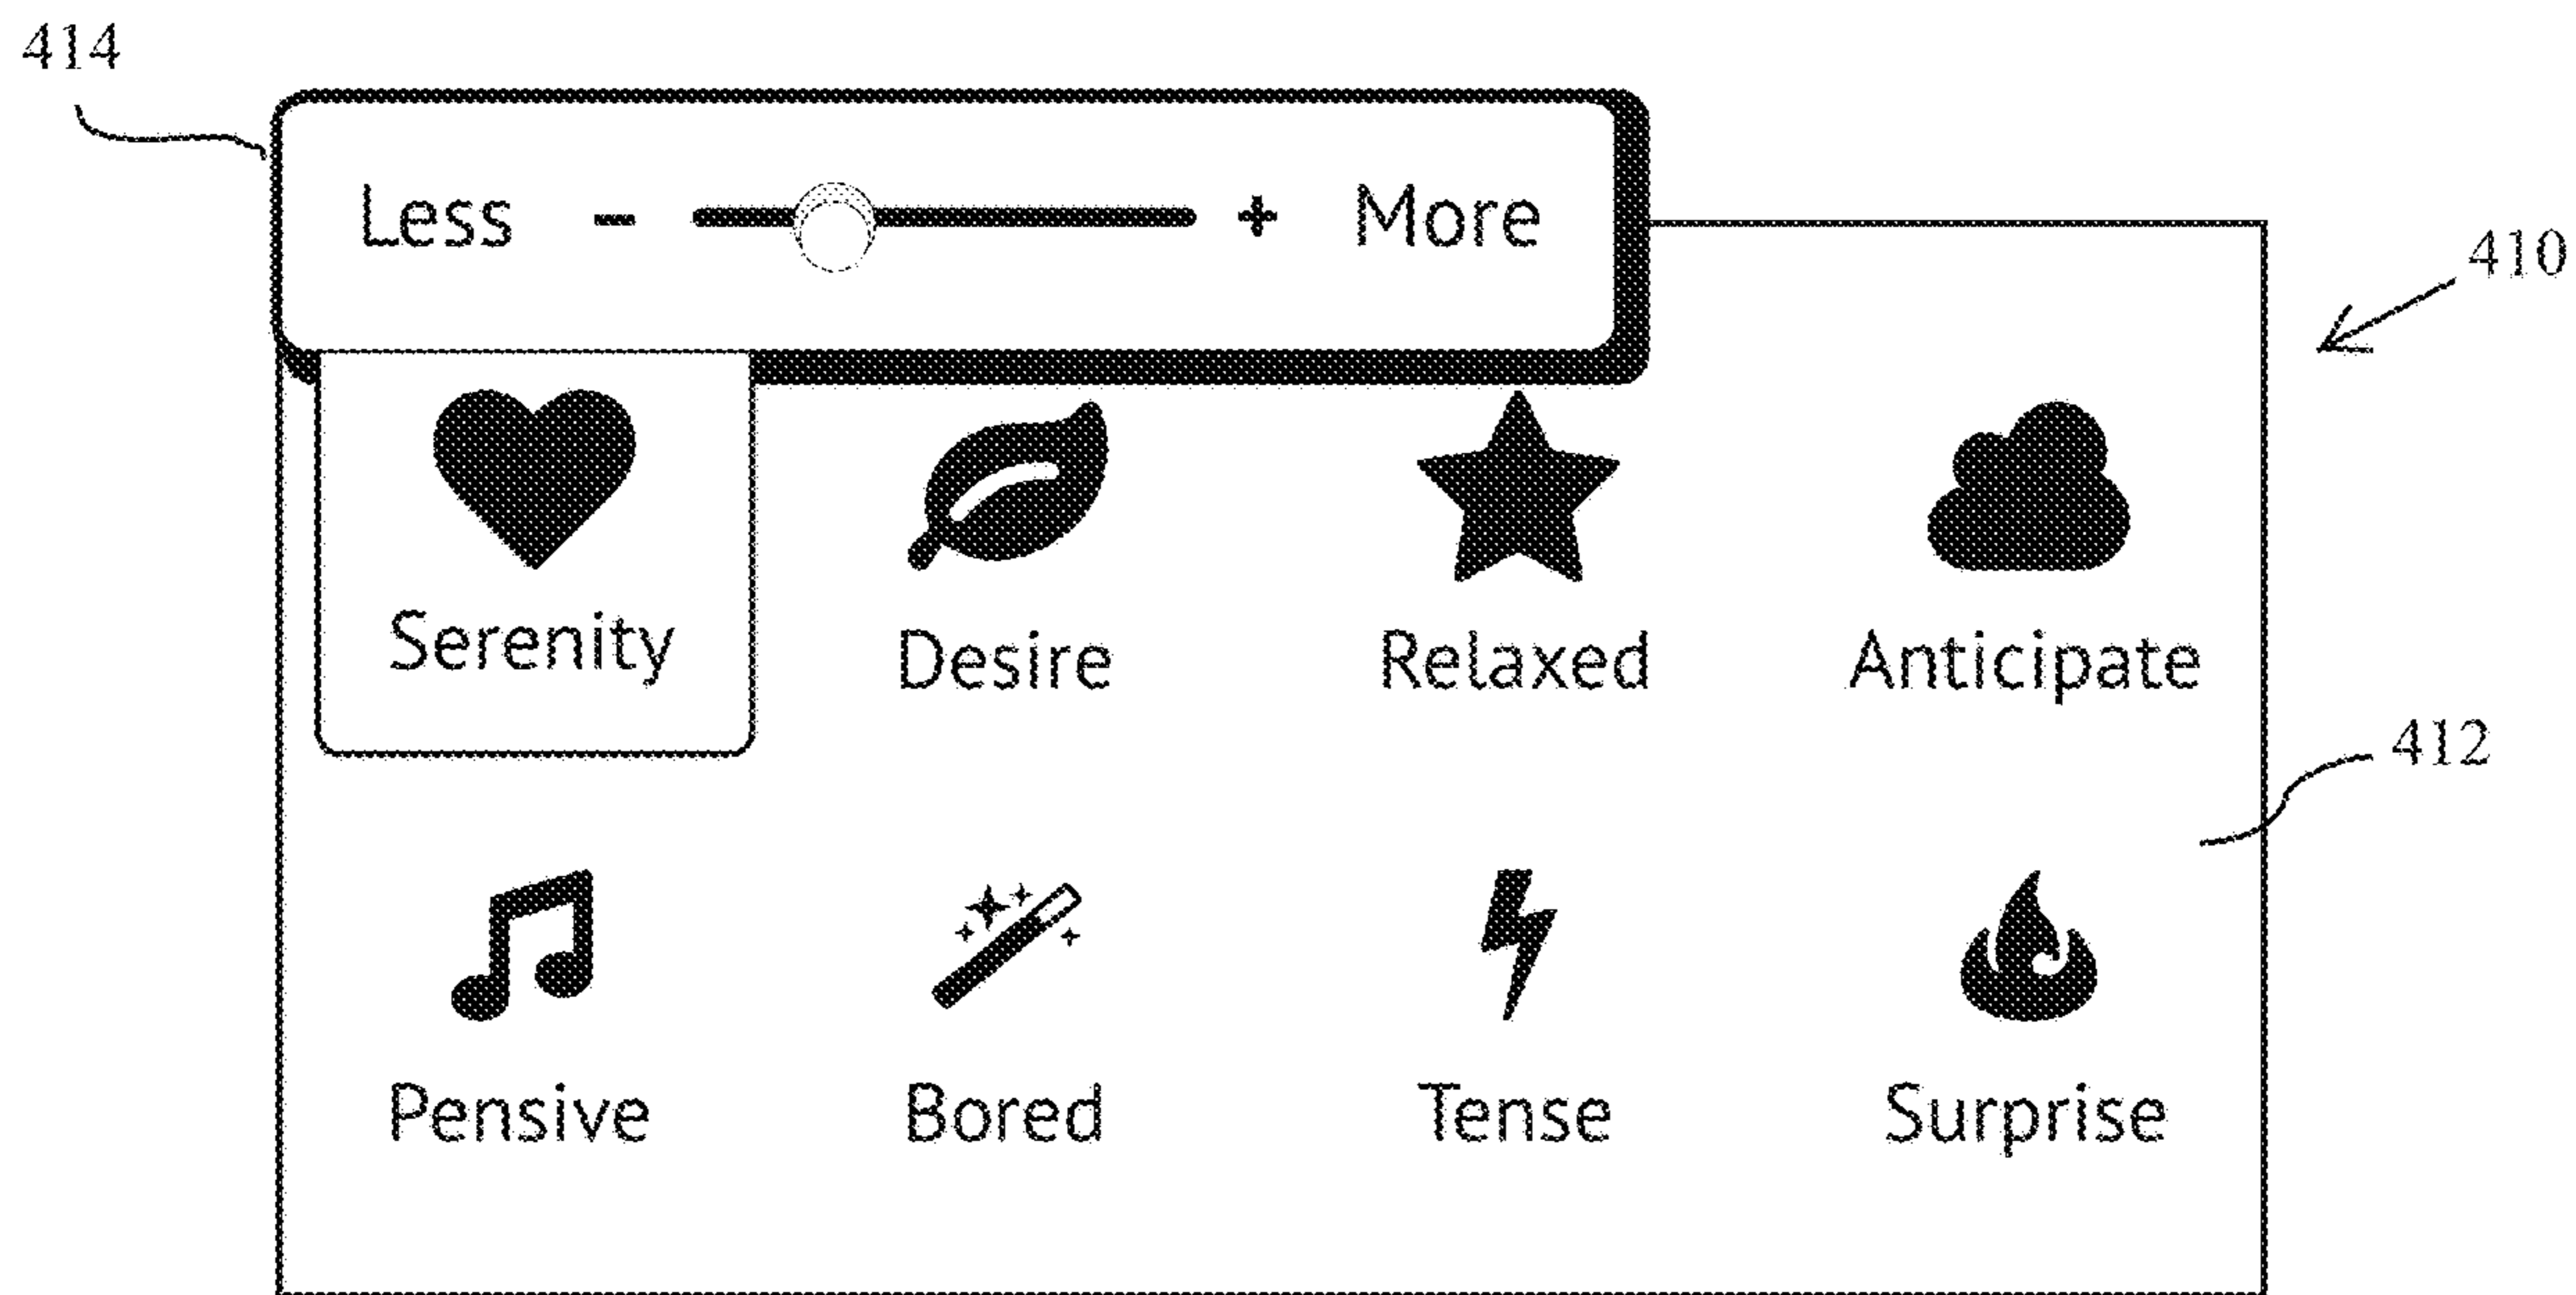 414
Less - + More
410
Serenity Desire Relaxed Anticipate
412
Pensive Bored Tense Surprise